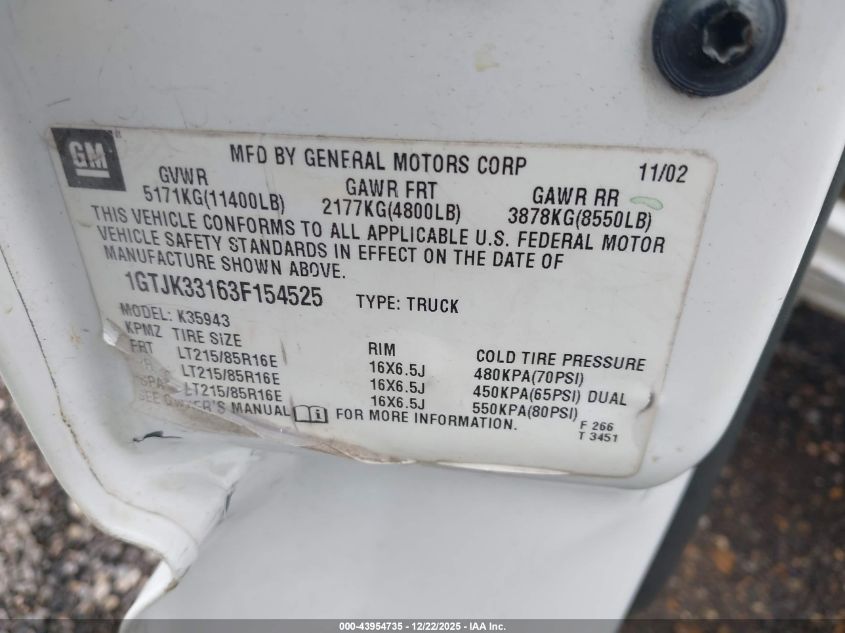 GM
MFD BY GENERAL MOTORS CORP 11/02
GVWR GAWR FRT GAWR RR
5171KG(11400LB) 2177KG(4800LB) 3878KG(8550LB)
THIS VEHICLE CONFORMS TO ALL APPLICABLE U.S. FEDERAL MOTOR
VEHICLE SAFETY STANDARDS IN EFFECT ON THE DATE OF
MANUFACTURE SHOWN ABOVE.
1GTJK33163F154525 TYPE: TRUCK
MODEL: K35943
KPMZ TIRE SIZE RIM COLD TIRE PRESSURE
FRT LT215/85R16E 16X6.5J 480KPA(70PSI)
LT215/85R16E 16X6.5J 450KPA(65PSI) DUAL
SPA LT215/85R16E 16X6.5J 550KPA(80PSI)
SEE OWNER'S MANUAL FOR MORE INFORMATION.
F 266
T 3451
000-43954735 - 12/22/2025 - IAA Inc.